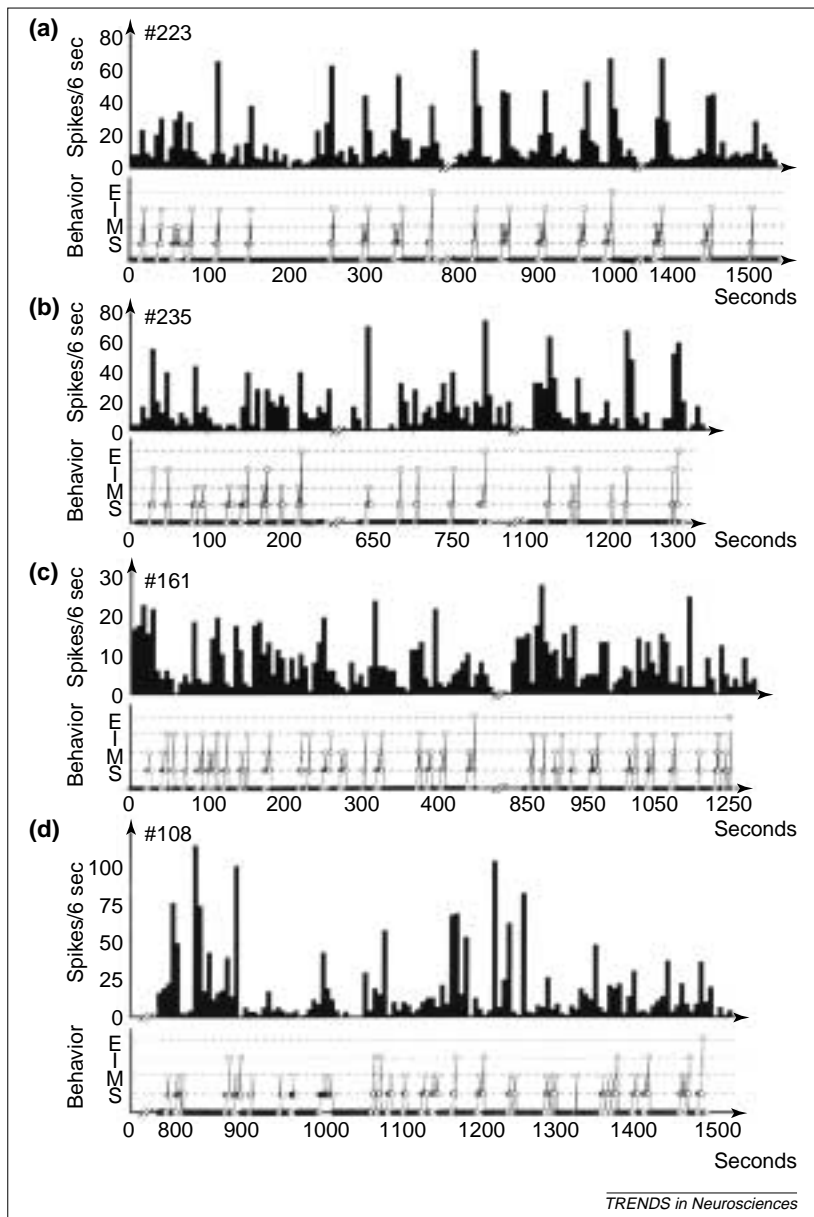 (a) #223
Spikes/6 sec
80
60
40
20
0
Behavior
E
I
M
S
0 100 200 300 800 900 1000 1400 1500
Seconds
(b) #235
Spikes/6 sec
80
60
40
20
0
Behavior
E
I
M
S
0 100 200 650 750 1100 1200 1300 Seconds
(c) #161
Spikes/6 sec
30
20
10
0
Behavior
E
I
M
S
0 100 200 300 400 850 950 1050 1250
Seconds
(d) #108
Spikes/6 sec
100
75
50
25
0
Behavior
E
I
M
S
0 800 900 1000 1100 1200 1300 1400 1500
Seconds
TRENDS in Neurosciences